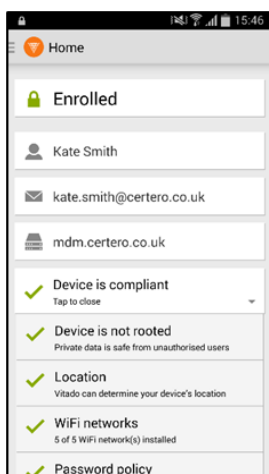 15:46
Home
Enrolled
Kate Smith
kate.smith@certero.co.uk
mdm.certero.co.uk
Device is compliant
Tap to close
Device is not rooted
Private data is safe from unauthorised users
Location
Vitado can determine your device's location
WiFi networks
5 of 5 WiFi network(s) installed
Password policy